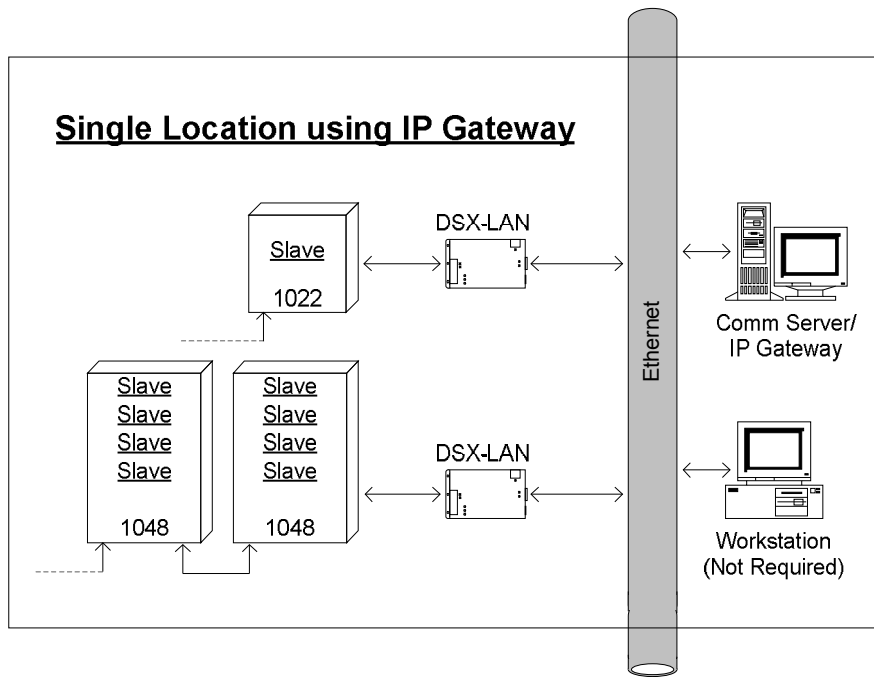 Single Location using IP Gateway
DSX-LAN
Slave
1022
Comm Server/
IP Gateway
Ethernet
Slave
Slave
Slave
Slave
1048
Slave
Slave
Slave
Slave
1048
DSX-LAN
Workstation
(Not Required)